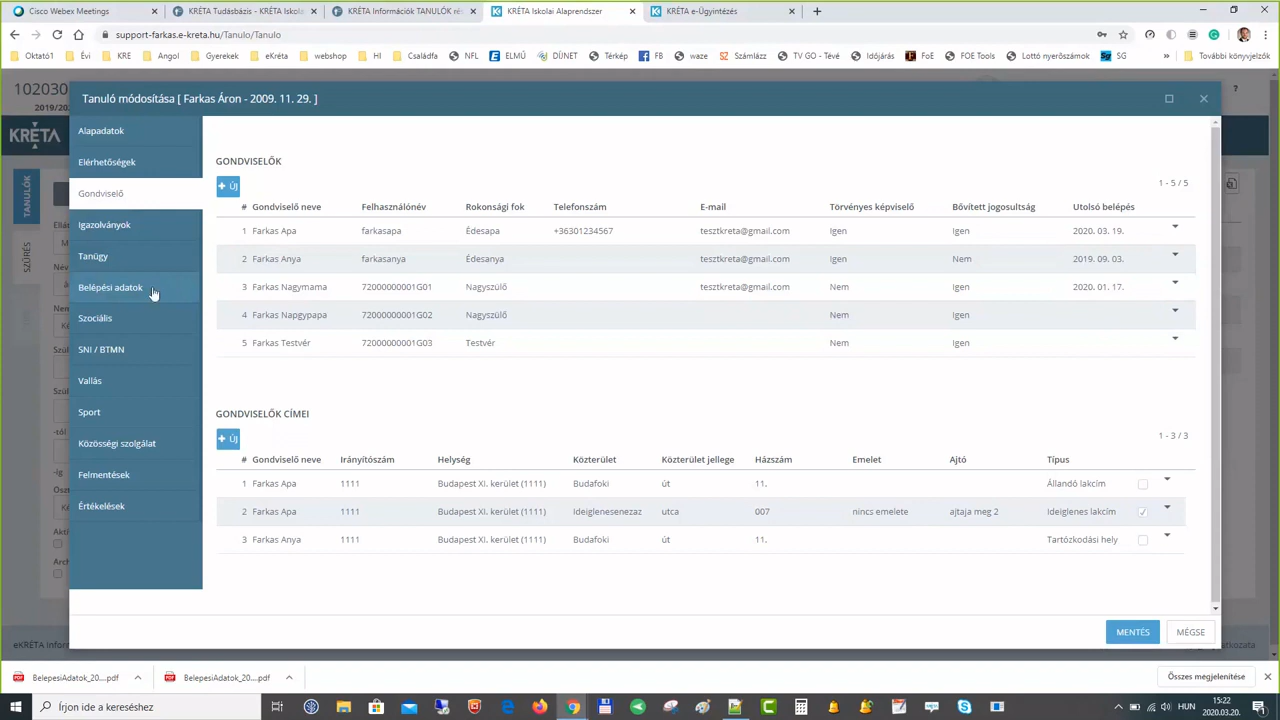 Cisco Webex Meetings
KRÉTA Tudásbázis - KRÉTA Iskolai
KRÉTA Információk TANULÓK rés
KRÉTA Iskolai Alaprendszer
KRÉTA e-Ügyintézés
support-farkas.e-kreta.hu/Tanulo/Tanulo
Oktató1 Évi KRE Angol Gyerekek eKréta webshop HI Családfa NFL ELMŰ DÜNET Térkép FB waze Számlázz TV GO - Tévé Időjárás FoE FOE Tools Lottó nyerőszámok SG » További könyvjelzők
102030
2019/20
KRÉTA
TANULÓK
SZŰRÉS
Tanuló módosítása [ Farkas Áron - 2009. 11. 29. ]
Alapadatok
Elérhetőségek
Gondviselő
Igazolványok
Tanügy
Belépési adatok
Szociális
SNI / BTMN
Vallás
Sport
Közösségi szolgálat
Felmentések
Értékelések
GONDVISELŐK
+ ÚJ
1 - 5 / 5
# Gondviselő neve Felhasználónév Rokonsági fok Telefonszám E-mail Törvényes képviselő Bővített jogosultság Utolsó belépés
1 Farkas Apa farkasapa Édesapa +36301234567 tesztkreta@gmail.com Igen Igen 2020. 03. 19.
2 Farkas Anya farkasanya Édesanya tesztkreta@gmail.com Igen Nem 2019. 09. 03.
3 Farkas Nagymama 72000000001G01 Nagyszülő tesztkreta@gmail.com Nem Igen 2020. 01. 17.
4 Farkas Napgypapa 72000000001G02 Nagyszülő Nem Igen
5 Farkas Testvér 72000000001G03 Testvér Nem Igen
GONDVISELŐK CÍMEI
+ ÚJ
1 - 3 / 3
# Gondviselő neve Irányítószám Helység Közterület Közterület jellege Házszám Emelet Ajtó Típus
1 Farkas Apa 1111 Budapest XI. kerület (1111) Budafoki út 11. Állandó lakcím
2 Farkas Apa 1111 Budapest XI. kerület (1111) Ideiglenesenezaz utca 007 nincs emelete ajtaja meg 2 Ideiglenes lakcím
3 Farkas Anya 1111 Budapest XI. kerület (1111) Budafoki út 11. Tartózkodási hely
MENTÉS MÉGSE
BelepesiAdatok_20....pdf
BelepesiAdatok_20....pdf
Összes megjelenítése
Írjon ide a kereséshez
HUN
15:22
2020.03.20.